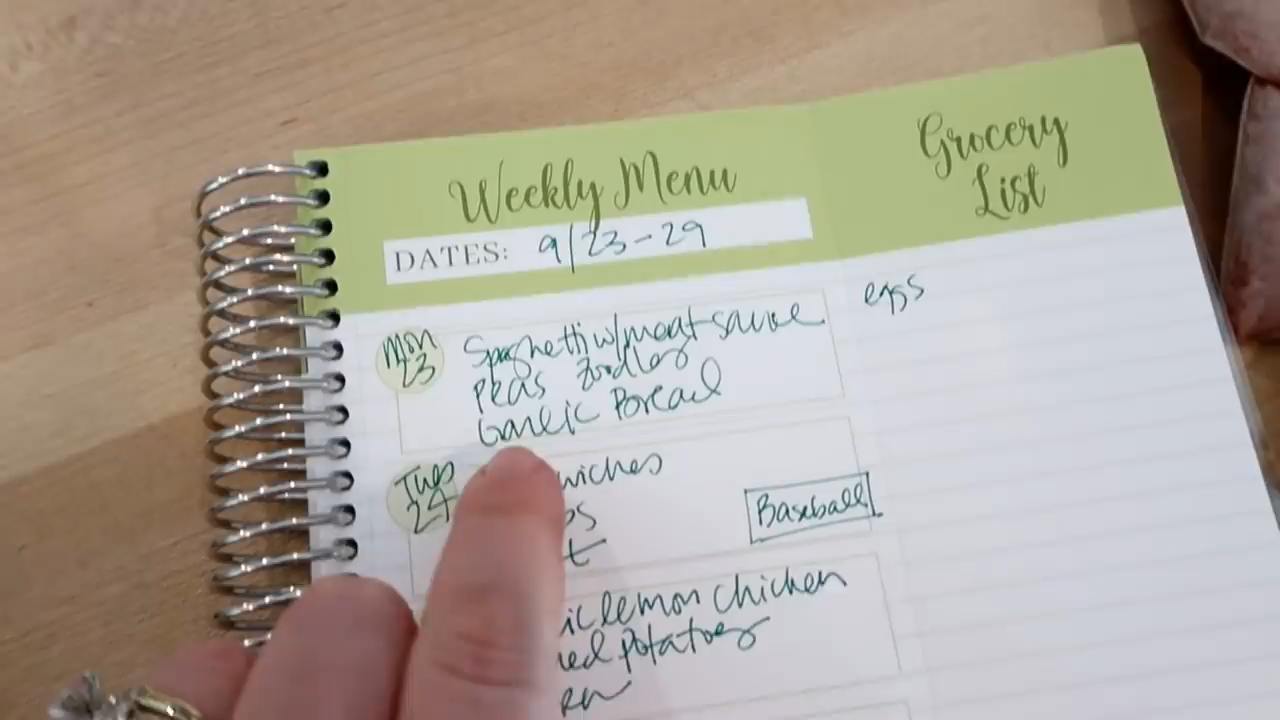 Weekly Menu
DATES: 9/23-29
Grocery
List
eggs
Mon
23
Spaghetti w/meat sauce
Peas Zoodles
Garlic Bread
Tues
24
Baseball
lemon chicken
Potatoes